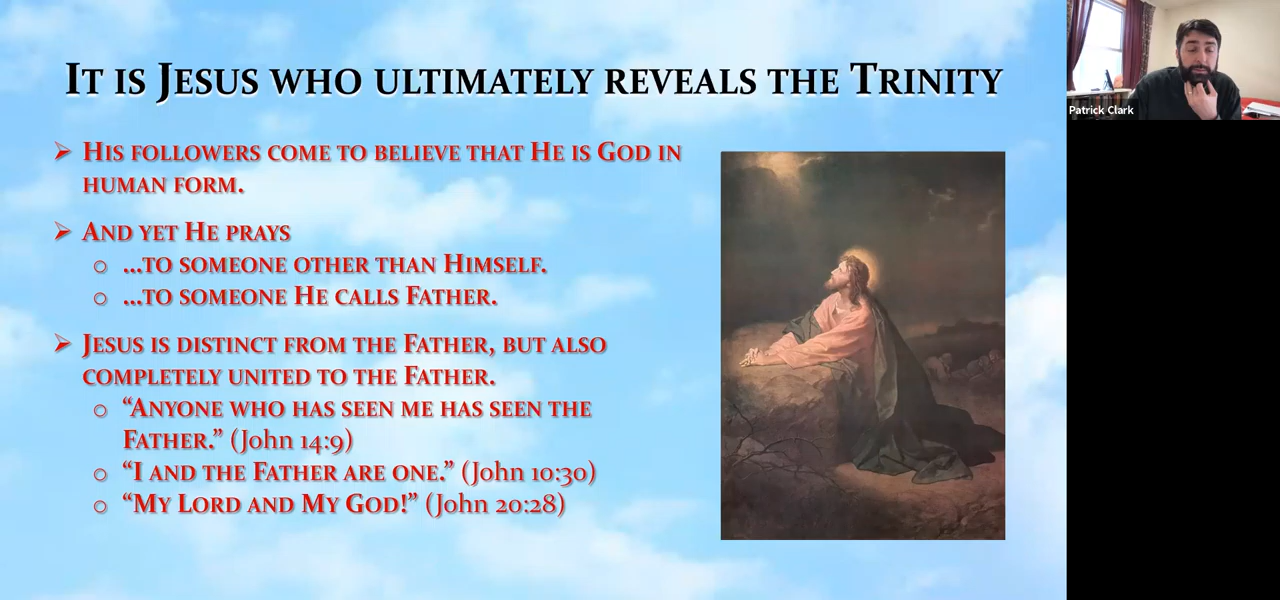 It is Jesus who ultimately reveals the Trinity
Patrick Clark
➢ His followers come to believe that He is God in
human form.
➢ And yet He prays
○ …to someone other than Himself.
○ …to someone He calls Father.
➢ Jesus is distinct from the Father, but also
completely united to the Father.
○ “Anyone who has seen me has seen the
Father.” (John 14:9)
○ “I and the Father are one.” (John 10:30)
○ “My Lord and My God!” (John 20:28)